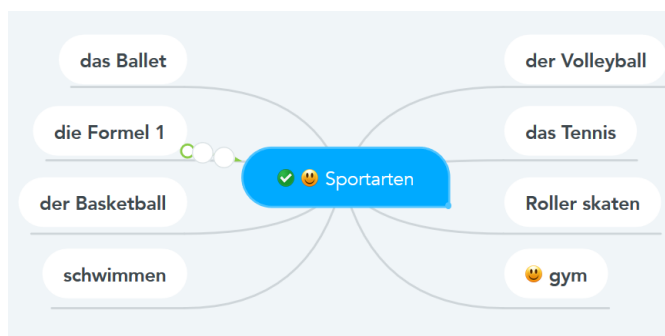 das Ballet
die Formel 1
der Basketball
schwimmen
✅ 😃 Sportarten
der Volleyball
das Tennis
Roller skaten
😃 gym